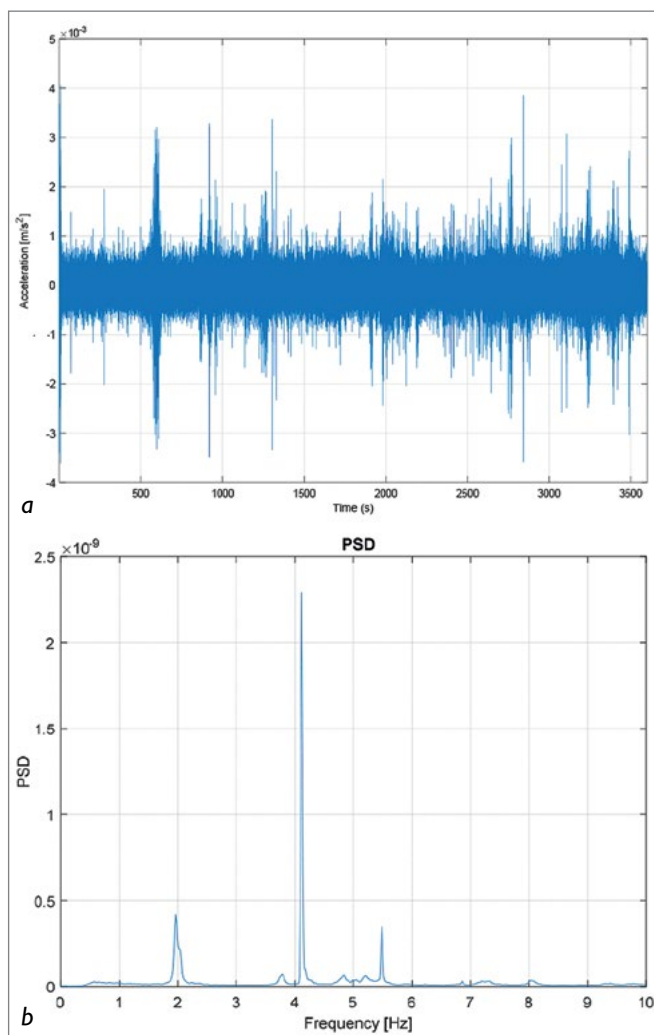 ×10⁻³
5
4
3
2
1
0
-1
-2
-3
-4
Acceleration [m/s²]
500 1000 1500 2000 2500 3000 3500
Time (s)
a
PSD
×10⁻⁹
2.5
2
1.5
1
0.5
0
PSD
0 1 2 3 4 5 6 7 8 9 10
Frequency [Hz]
b